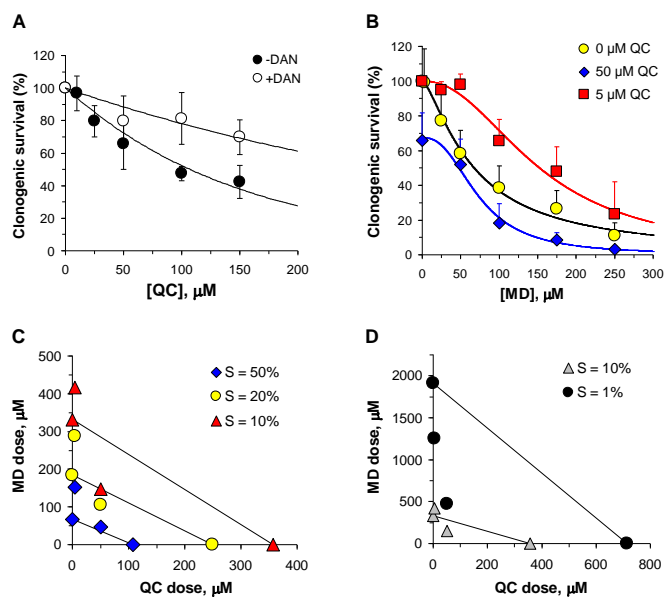 A
Clonogenic survival (%)
120
100
80
60
40
20
0
0 50 100 150 200
[QC], µM
-DAN
+DAN
B
Clonogenic survival (%)
120
100
80
60
40
20
0
0 50 100 150 200 250 300
[MD], µM
0 µM QC
50 µM QC
5 µM QC
C
MD dose, µM
500
400
300
200
100
0
0 100 200 300 400
QC dose, µM
S = 50%
S = 20%
S = 10%
D
MD dose, µM
2000
1500
1000
500
0
0 200 400 600 800
QC dose, µM
S = 10%
S = 1%